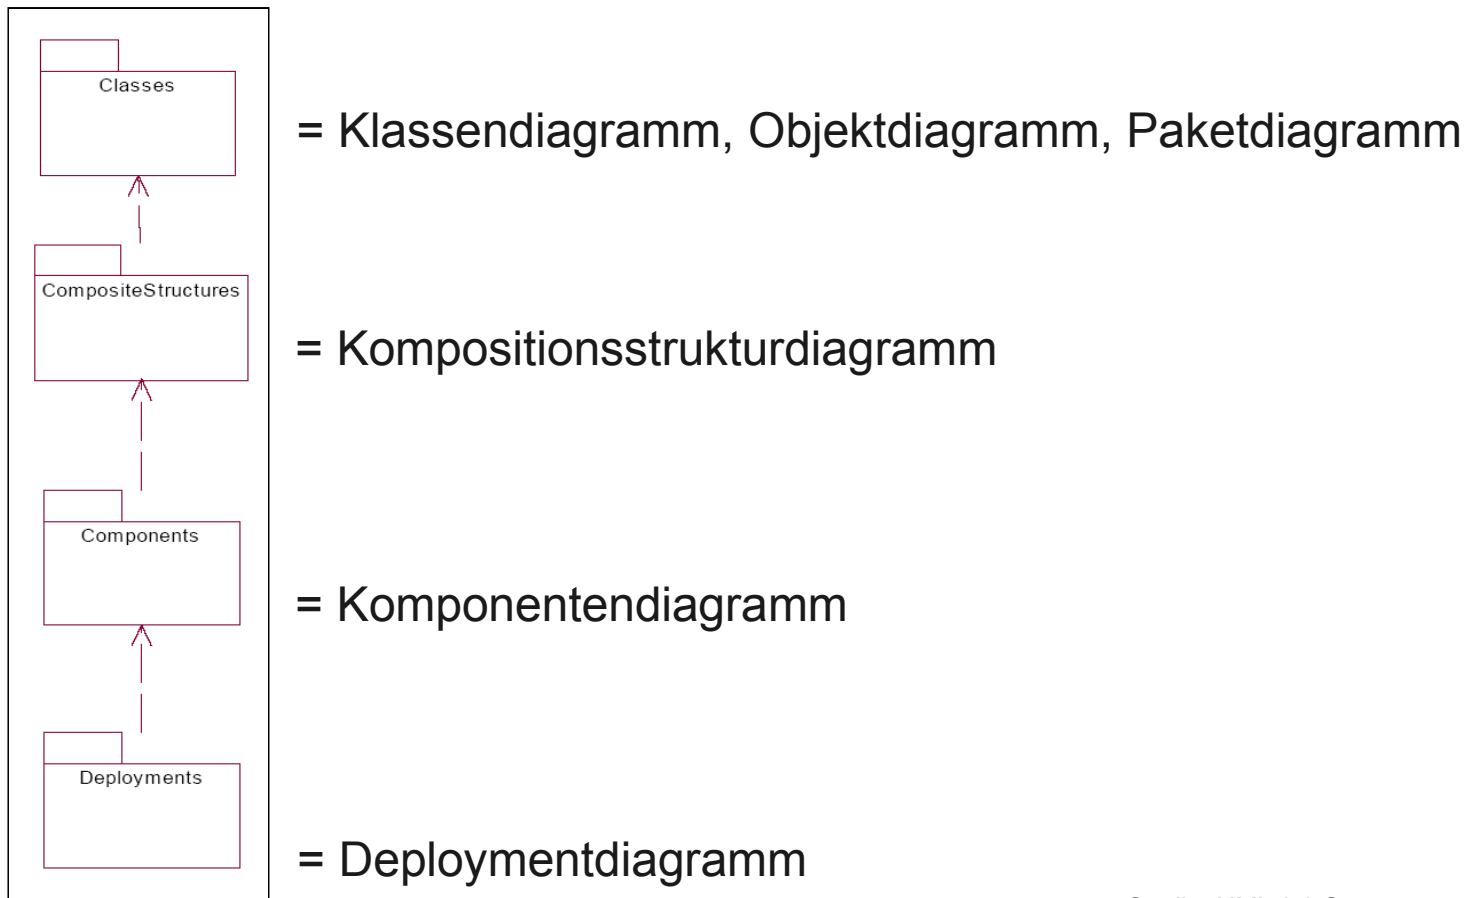 Classes
= Klassendiagramm, Objektdiagramm, Paketdiagramm
CompositeStructures
= Kompositionsstrukturdiagramm
Components
= Komponentendiagramm
Deployments
= Deploymentdiagramm